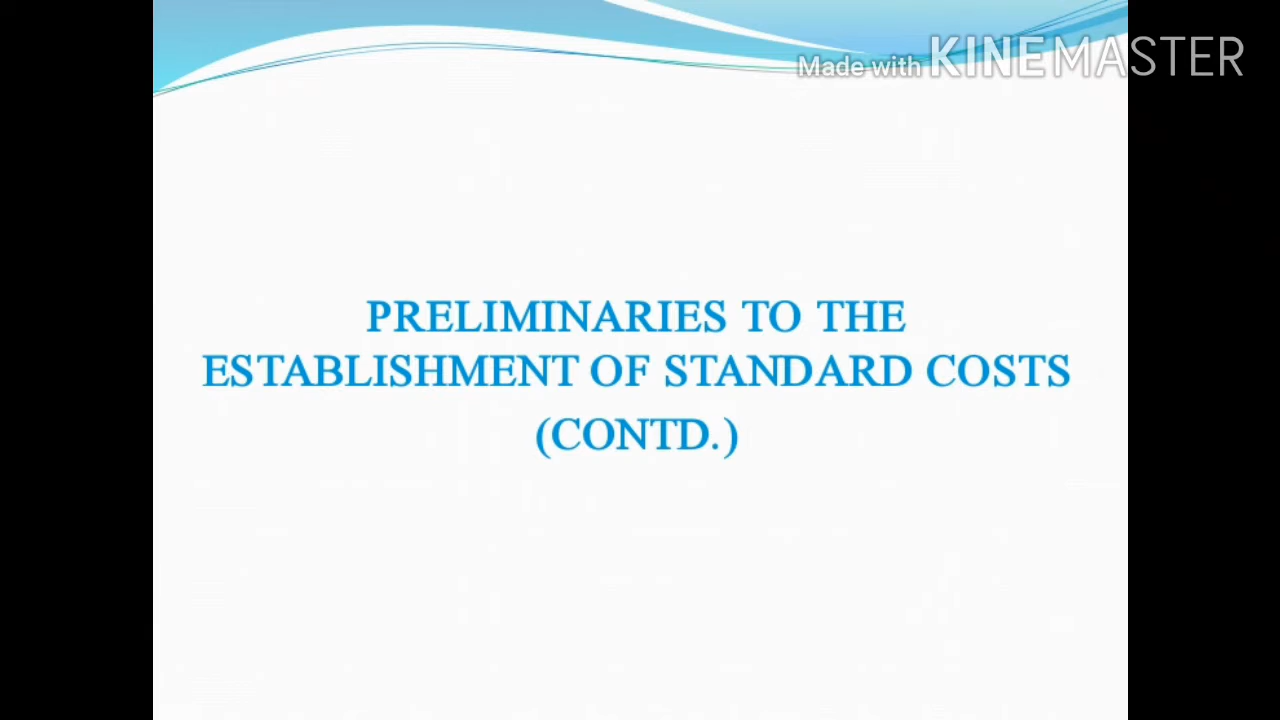 Made with KINEMASTER
PRELIMINARIES TO THE
ESTABLISHMENT OF STANDARD COSTS
(CONTD.)